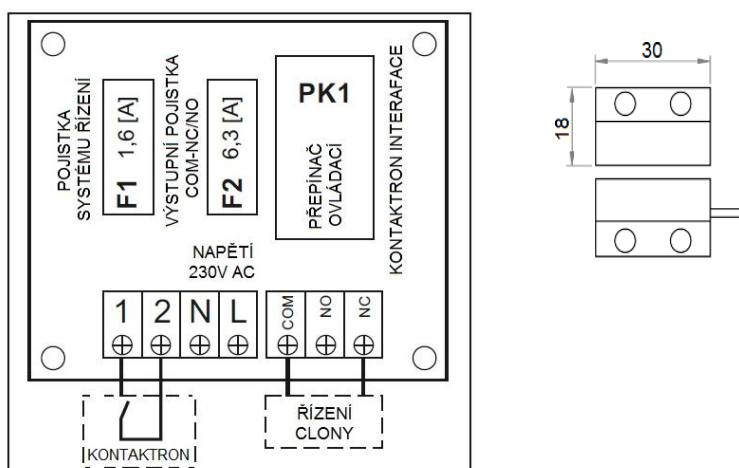 POJISTKA
SYSTÉMU ŘÍZENÍ
F1 1,6 [A]
VÝSTUPNÍ POJISTKA
COM-NC/NO
F2 6,3 [A]
PK1
PŘEPÍNAČ
OVLÁDACÍ
KONTAKTRON INTERAFACE
NAPĚTÍ
230V AC
1 2 N L
COM NO NC
KONTAKTRON
ŘÍZENÍ
CLONY
30
18